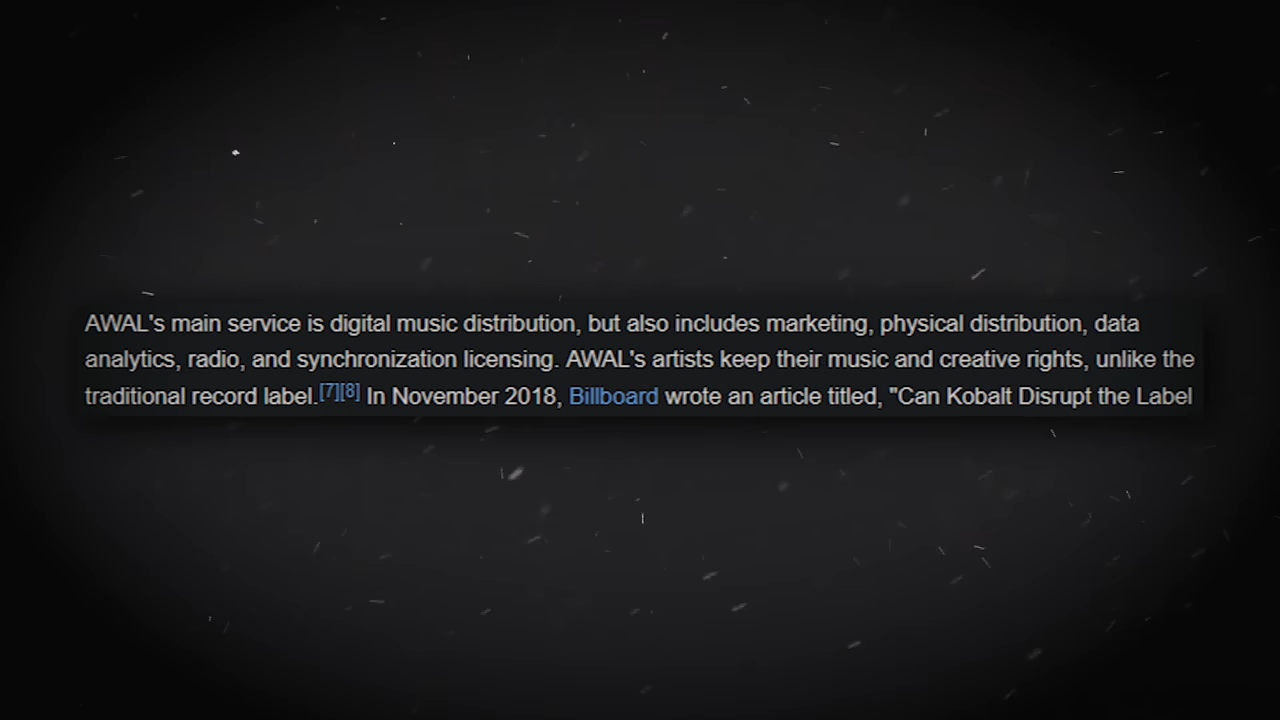 AWAL's main service is digital music distribution, but also includes marketing, physical distribution, data
analytics, radio, and synchronization licensing. AWAL's artists keep their music and creative rights, unlike the
traditional record label.[7][8] In November 2018, Billboard wrote an article titled, "Can Kobalt Disrupt the Label